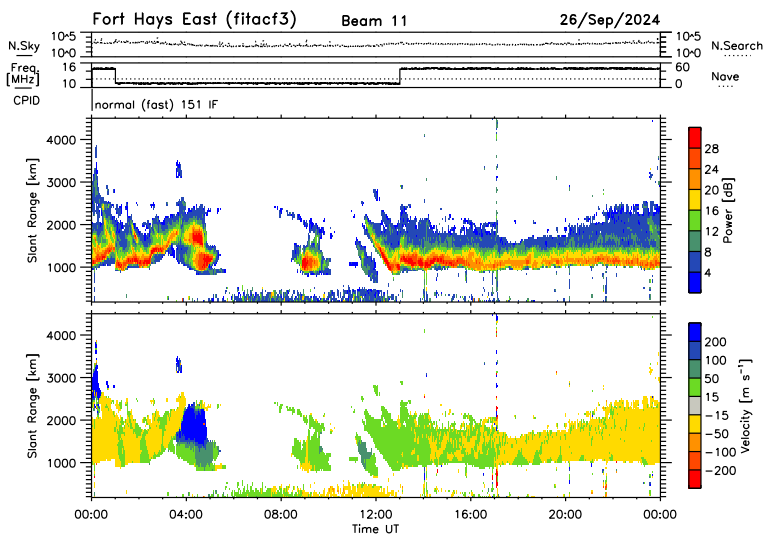 Fort Hays East (fitacf3) Beam 11 26/Sep/2024
N.Sky 10^5 10^0 10^5 10^0 N.Search
Freq. [MHz] 16 10 60 0 Nave
CPID normal (fast) 151 IF
Slant Range [km] 4000 3000 2000 1000
Power [dB] 28 24 20 16 12 8 4
Slant Range [km] 4000 3000 2000 1000
Velocity [m s⁻¹] 200 100 50 15 −15 −50 −100 −200
00:00 04:00 08:00 12:00 16:00 20:00 00:00
Time UT